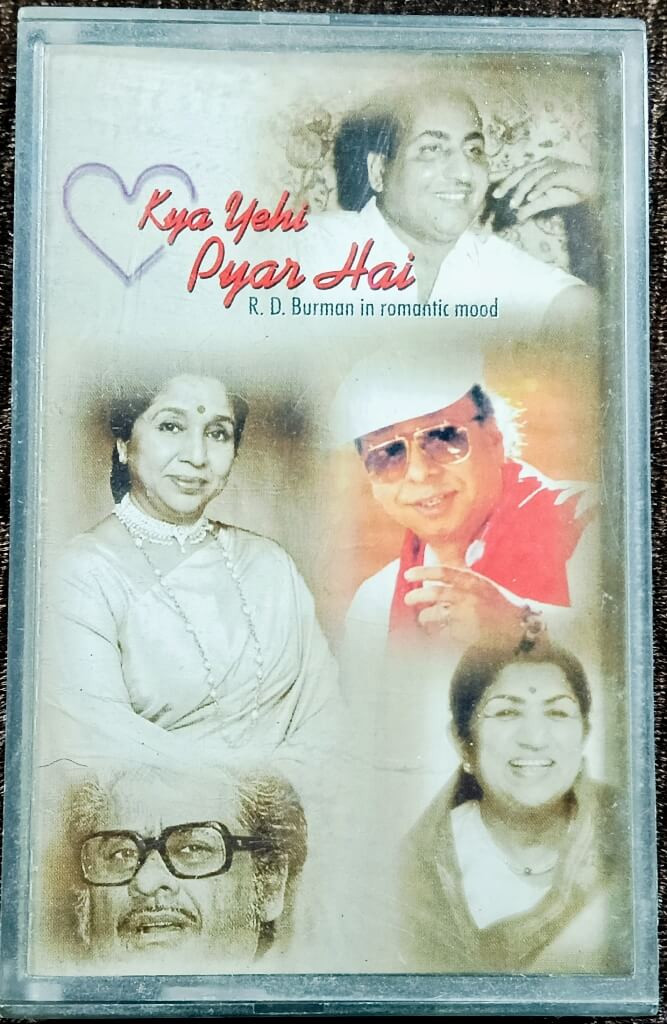 Kya Yehi
Pyar Hai
R. D. Burman in romantic mood